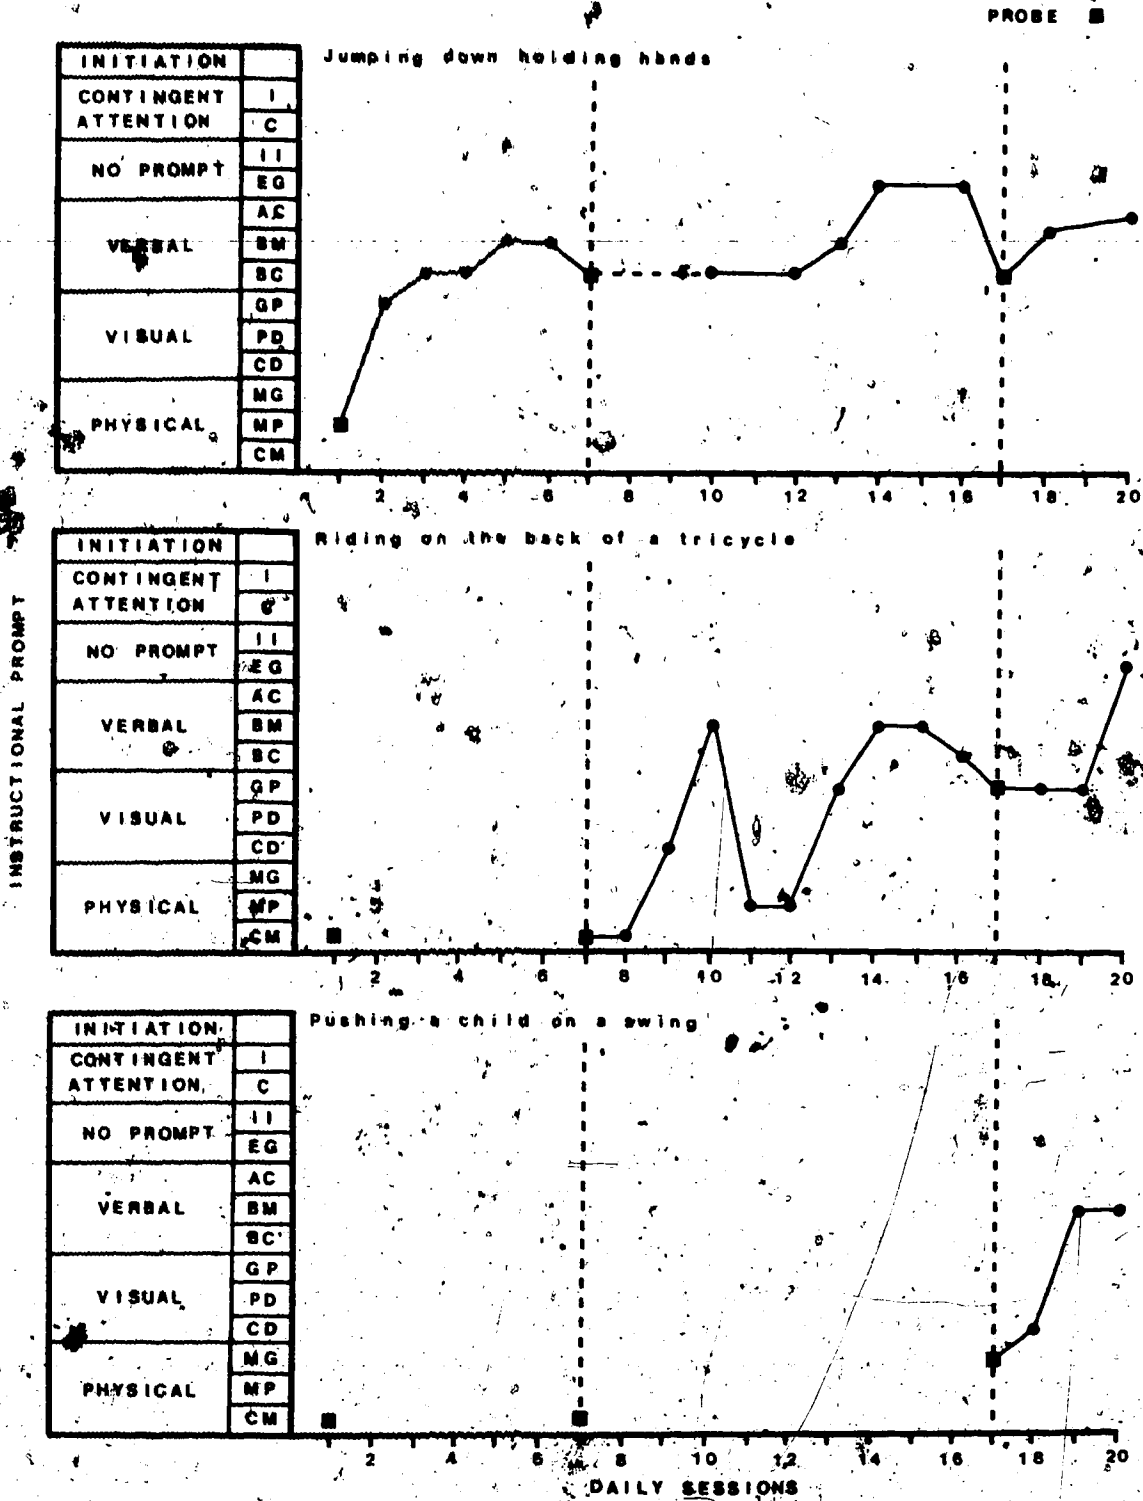 PROBE
Jumping down holding hands
INITIATION
CONTINGENT ATTENTION
I
C
NO PROMPT
II
EG
VERBAL
AC
BM
BC
VISUAL
GP
PD
CD
PHYSICAL
MG
MP
CM
2 4 6 8 10 12 14 16 18 20
Riding on the back of a tricycle
INITIATION
CONTINGENT ATTENTION
I
C
NO PROMPT
II
EG
VERBAL
AC
BM
BC
VISUAL
GP
PD
CD
PHYSICAL
MG
MP
CM
2 4 6 8 10 12 14 16 18 20
INSTRUCTIONAL PROMPT
Pushing a child on a swing
INITIATION
CONTINGENT ATTENTION
I
C
NO PROMPT
II
EG
VERBAL
AC
BM
BC
VISUAL
GP
PD
CD
PHYSICAL
MG
MP
CM
2 4 6 8 10 12 14 16 18 20
DAILY SESSIONS